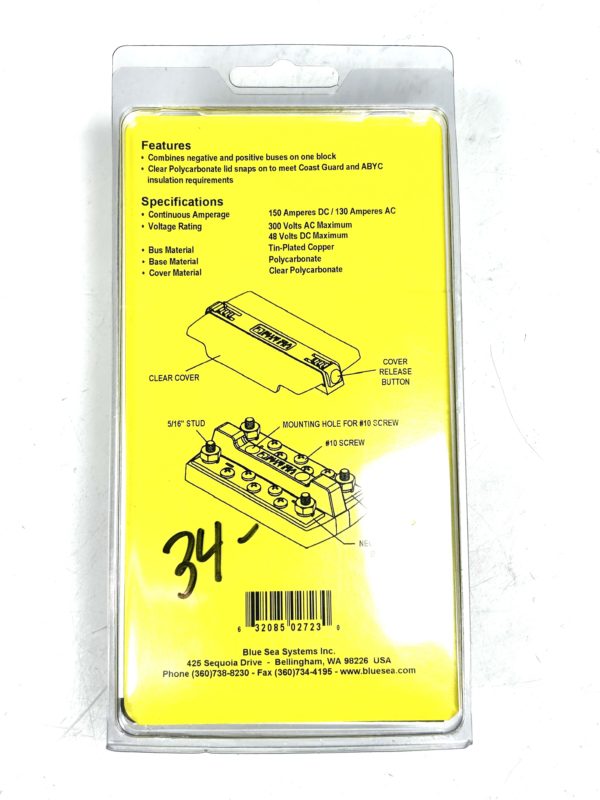 Features
• Combines negative and positive buses on one block
• Clear Polycarbonate lid snaps on to meet Coast Guard and ABYC
insulation requirements
Specifications
• Continuous Amperage 150 Amperes DC / 130 Amperes AC
• Voltage Rating 300 Volts AC Maximum
48 Volts DC Maximum
• Bus Material Tin-Plated Copper
• Base Material Polycarbonate
• Cover Material Clear Polycarbonate
CLEAR COVER
COVER
RELEASE
BUTTON
5/16" STUD
MOUNTING HOLE FOR #10 SCREW
#10 SCREW
34-
6 32085 02723 0
Blue Sea Systems Inc.
425 Sequoia Drive - Bellingham, WA 98226 USA
Phone (360)738-8230 - Fax (360)734-4195 - www.bluesea.com